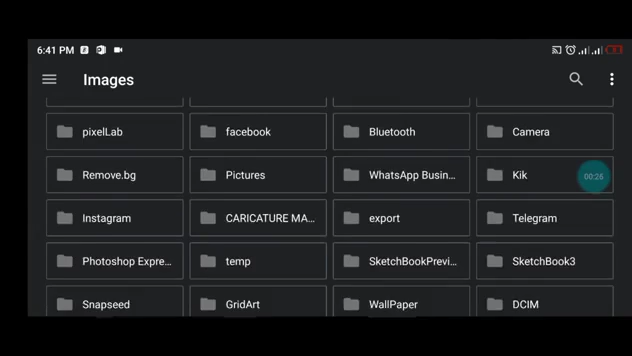 6:41 PM
Images
pixelLab facebook Bluetooth Camera
Remove.bg Pictures WhatsApp Busin... Kik 00:26
Instagram CARICATURE MA... export Telegram
Photoshop Expre... temp SketchBookPrevi... SketchBook3
Snapseed GridArt WallPaper DCIM